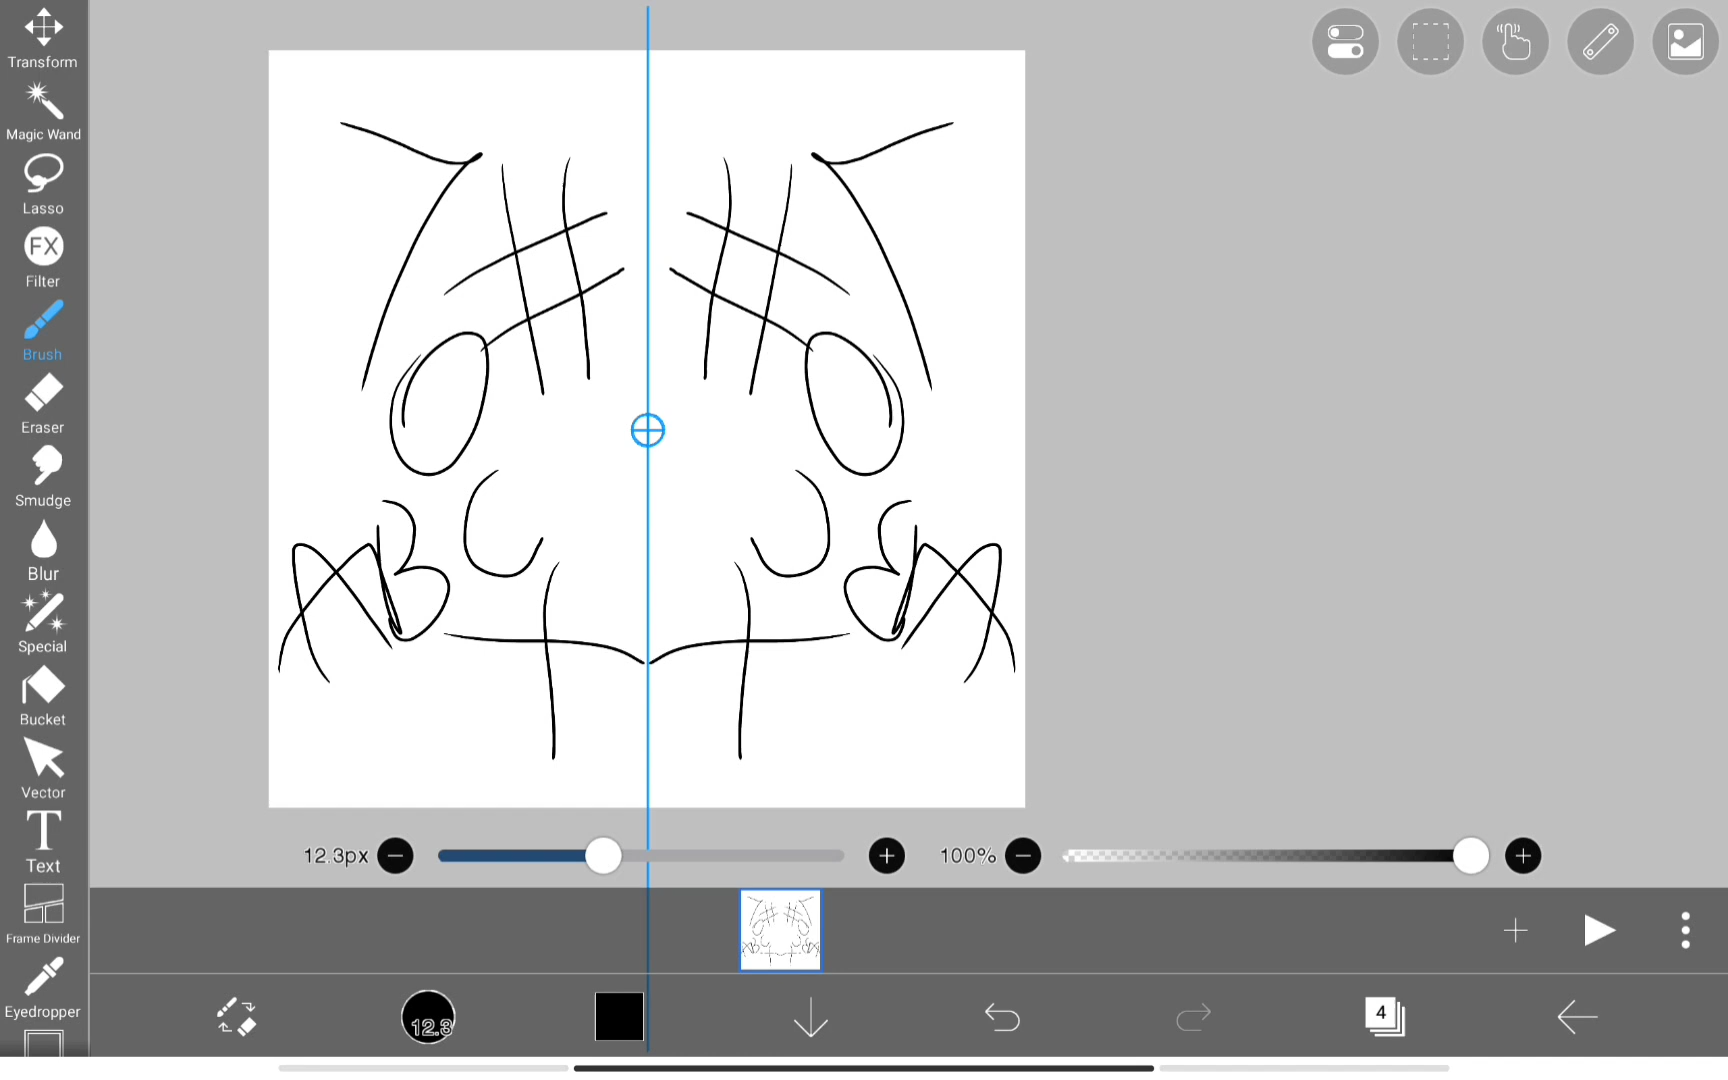 Transform
Magic Wand
Lasso
FX
Filter
Brush
Eraser
Smudge
Blur
Special
Bucket
Vector
T
Text
Frame Divider
Eyedropper
12.3px
100%
12.3
4